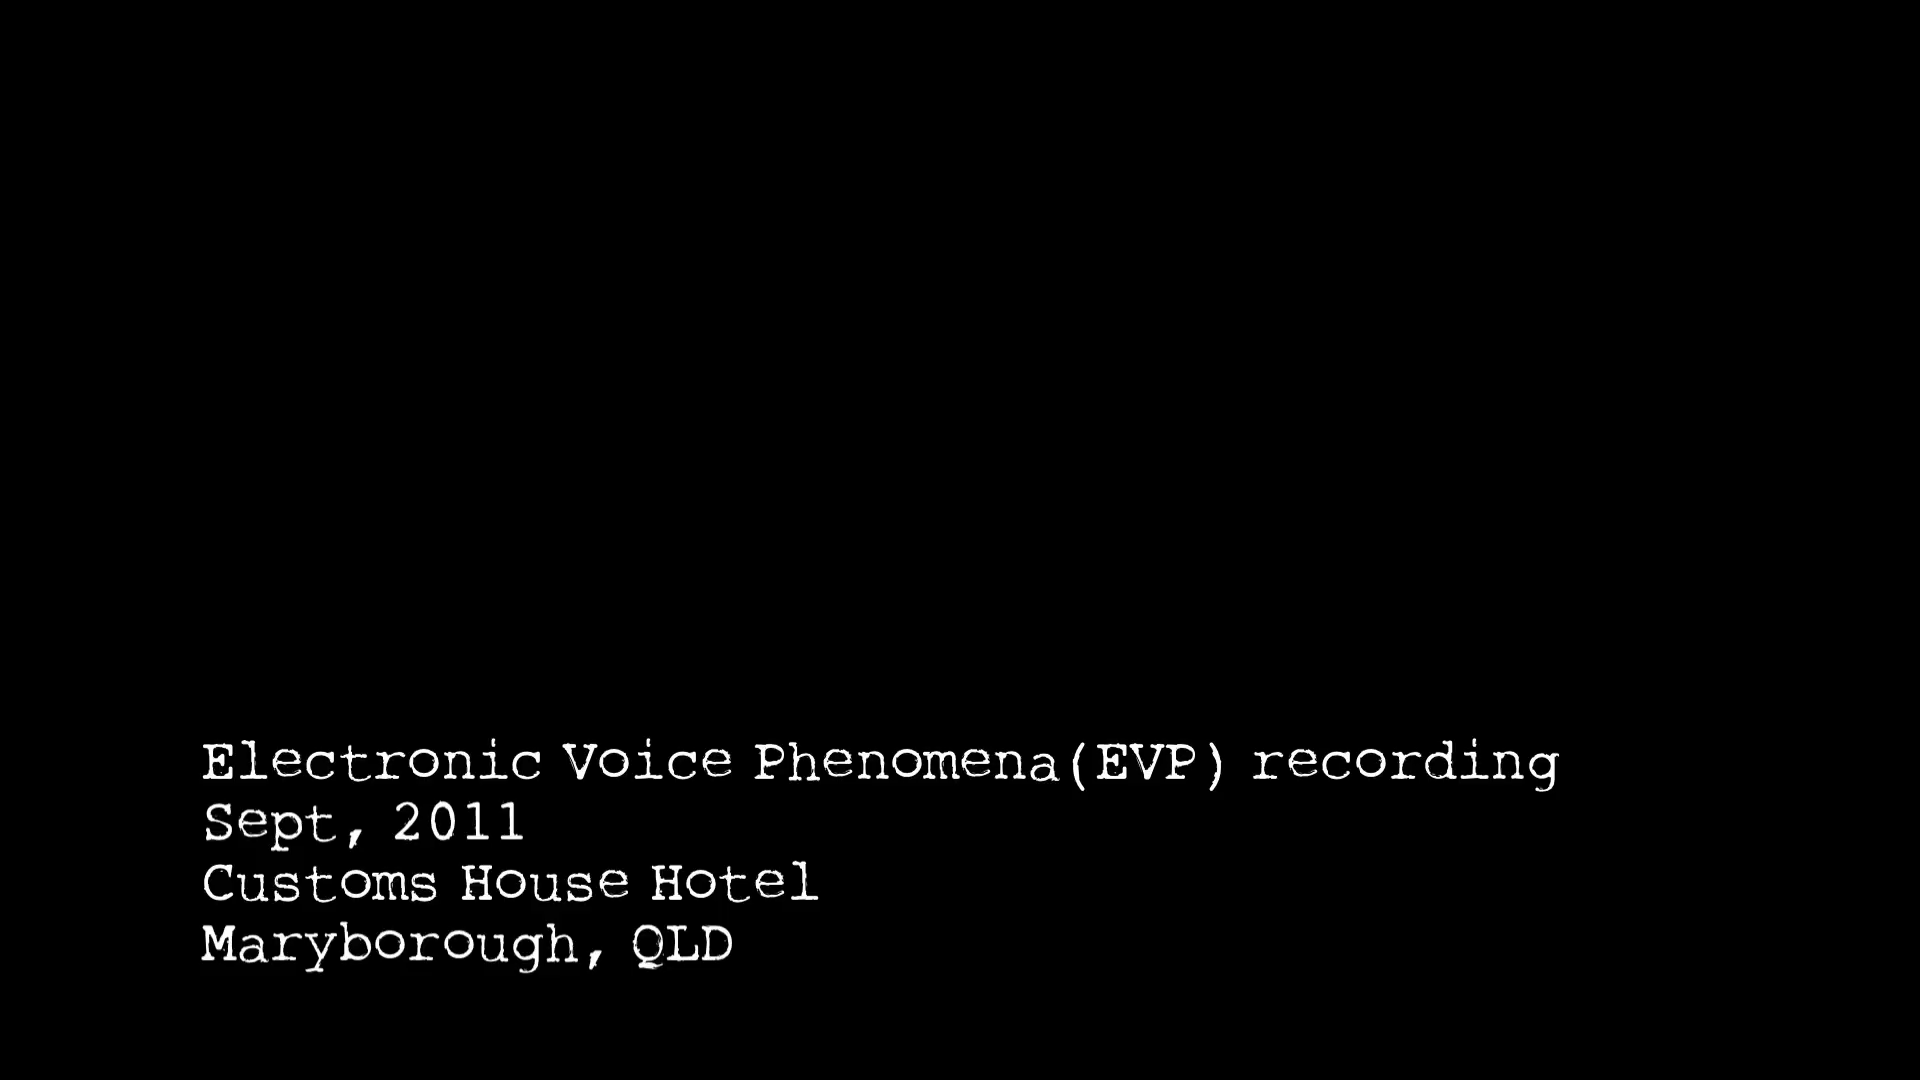 Electronic Voice Phenomena(EVP) recording
Sept, 2011
Customs House Hotel
Maryborough, QLD